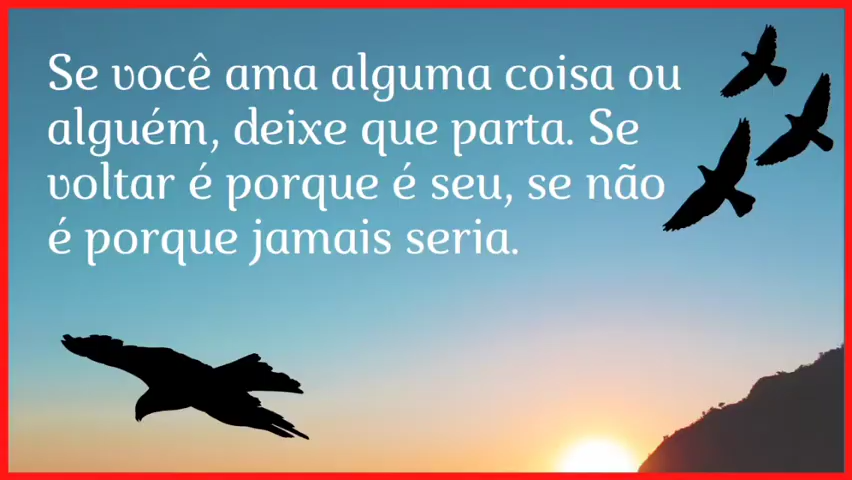 Se você ama alguma coisa ou
alguém, deixe que parta. Se
voltar é porque é seu, se não
é porque jamais seria.